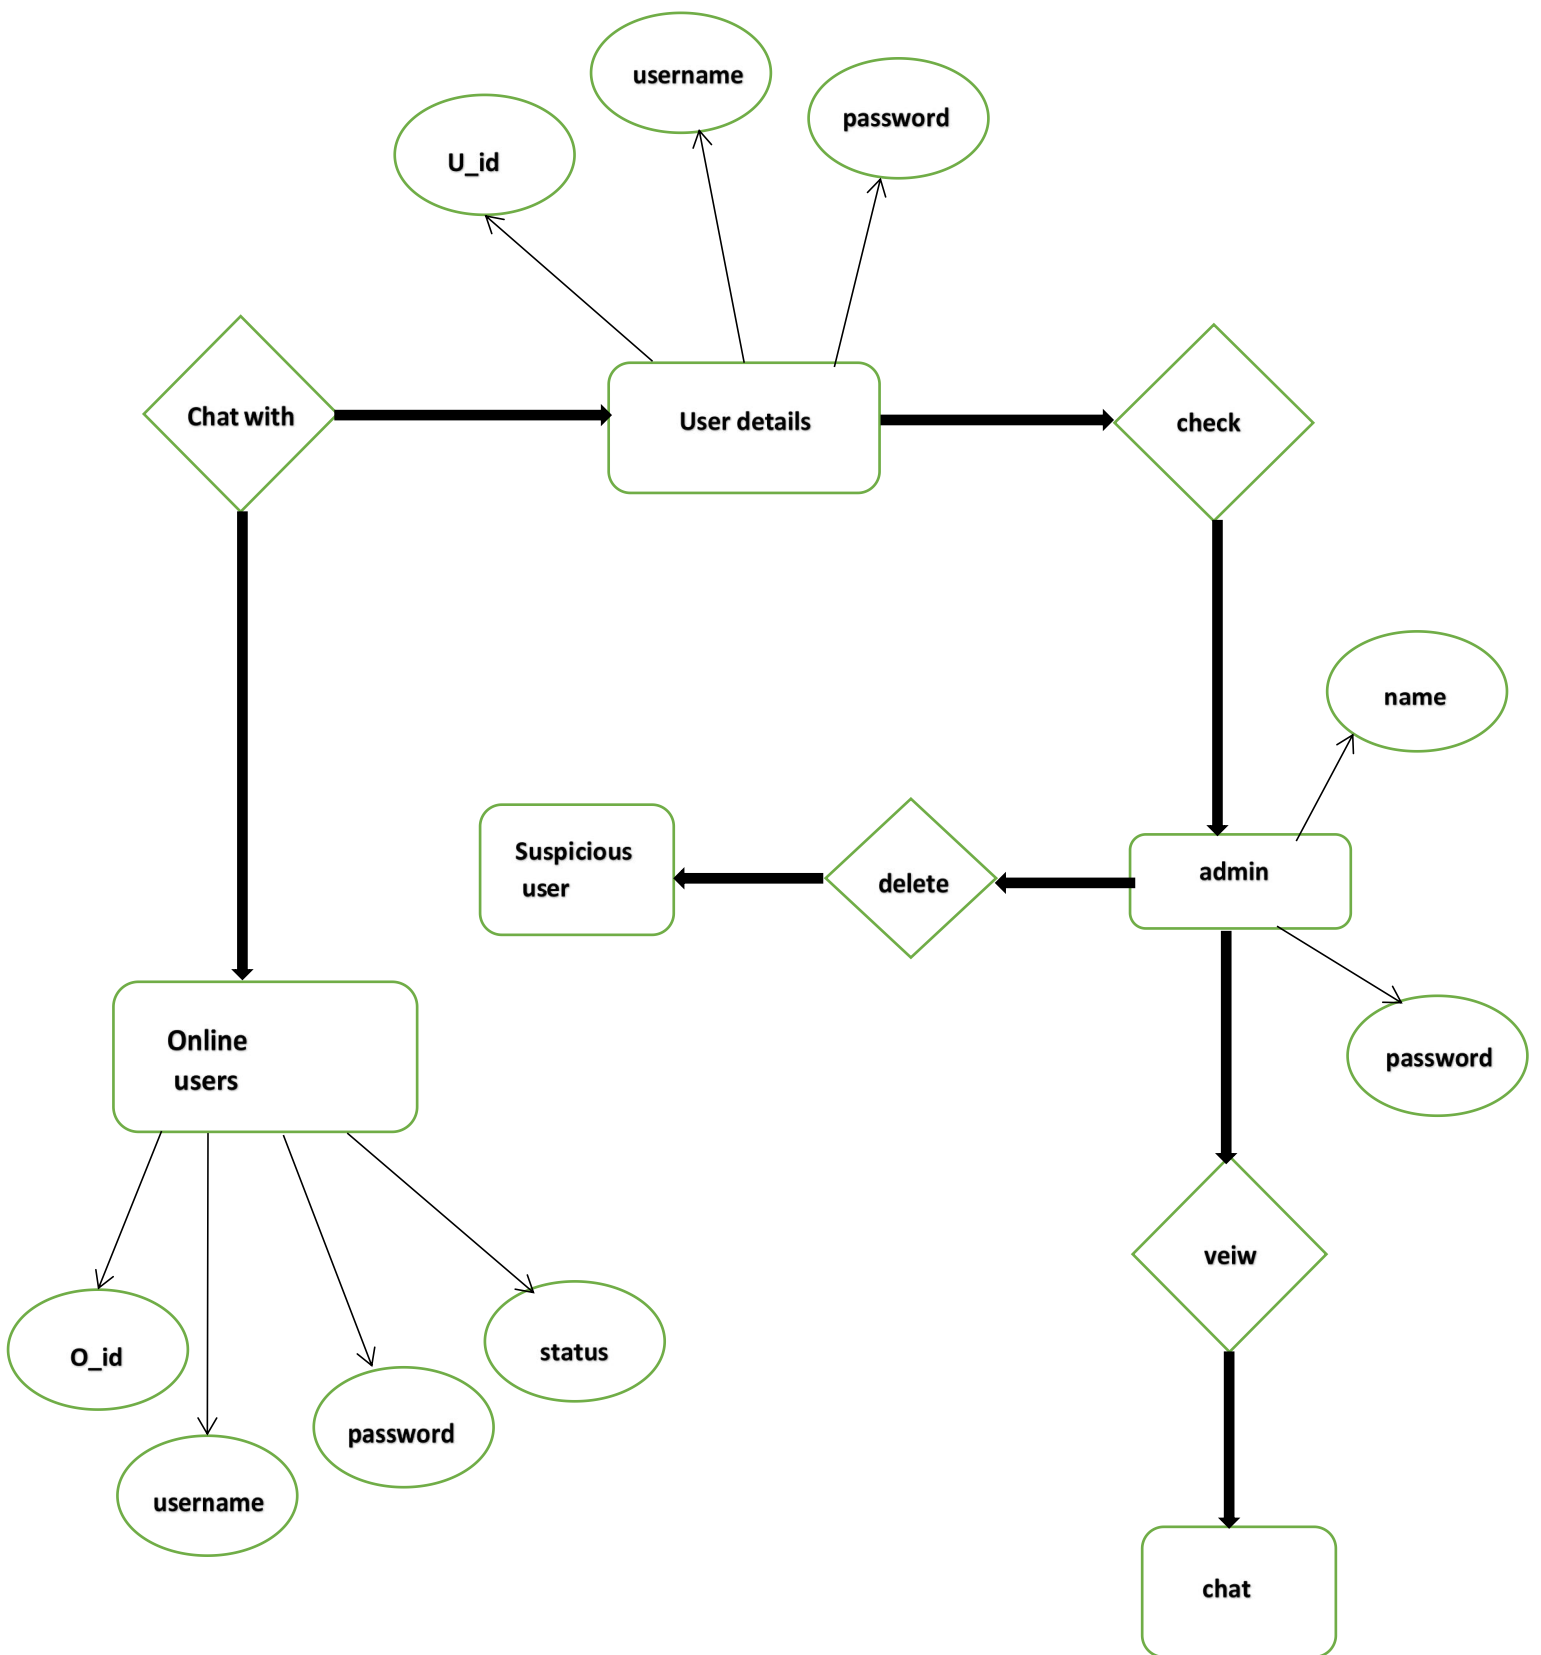 username
password
U_id
Chat with
User details
check
name
Suspicious
user
delete
admin
Online
users
password
veiw
O_id
status
password
username
chat